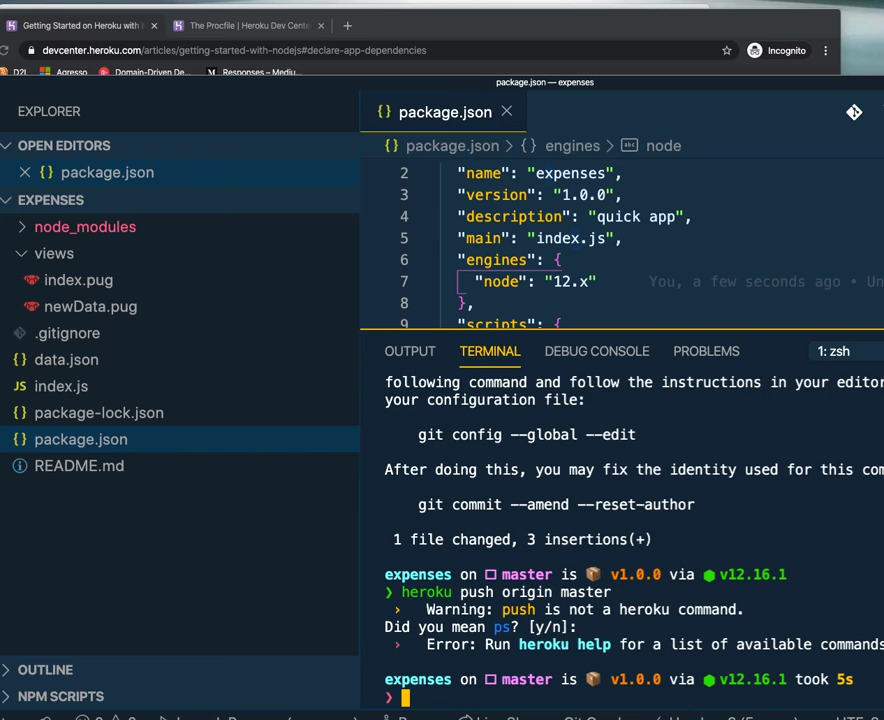 Getting Started on Heroku with
The Procfile | Heroku Dev Cent
devcenter.heroku.com/articles/getting-started-with-nodejs#declare-app-dependencies
Incognito
D2L
Agresso
Domain-Driven De...
Responses – Mediu...
package.json — expenses
EXPLORER
OPEN EDITORS
{} package.json
EXPENSES
node_modules
views
index.pug
newData.pug
.gitignore
{} data.json
JS index.js
{} package-lock.json
{} package.json
README.md
OUTLINE
NPM SCRIPTS
{} package.json
{} package.json > {} engines > abc node
2 "name": "expenses",
3 "version": "1.0.0",
4 "description": "quick app",
5 "main": "index.js",
6 "engines": {
7 "node": "12.x" You, a few seconds ago • Un
8 },
9 "scripts": {
OUTPUT TERMINAL DEBUG CONSOLE PROBLEMS 1: zsh
following command and follow the instructions in your editor
your configuration file:
git config --global --edit
After doing this, you may fix the identity used for this com
git commit --amend --reset-author
1 file changed, 3 insertions(+)
expenses on master is v1.0.0 via v12.16.1
❯ heroku push origin master
› Warning: push is not a heroku command.
Did you mean ps? [y/n]:
› Error: Run heroku help for a list of available commands
expenses on master is v1.0.0 via v12.16.1 took 5s
❯